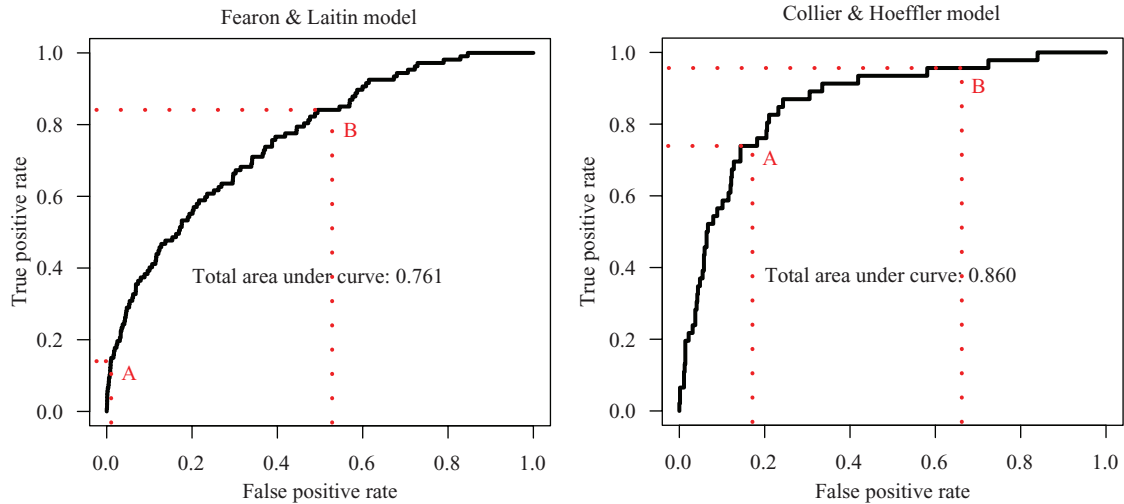 Fearon & Laitin model
True positive rate
1.0
0.8
0.6
0.4
0.2
0.0
B
Total area under curve: 0.761
A
0.0 0.2 0.4 0.6 0.8 1.0
False positive rate
Collier & Hoeffler model
True positive rate
1.0
0.8
0.6
0.4
0.2
0.0
B
A
Total area under curve: 0.860
0.0 0.2 0.4 0.6 0.8 1.0
False positive rate